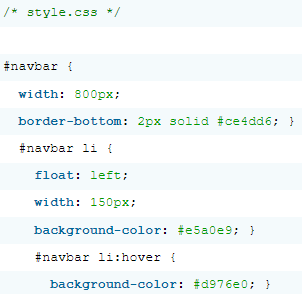 /* style.css */
#navbar {
width: 800px;
border-bottom: 2px solid #ce4dd6; }
#navbar li {
float: left;
width: 150px;
background-color: #e5a0e9; }
#navbar li:hover {
background-color: #d976e0; }